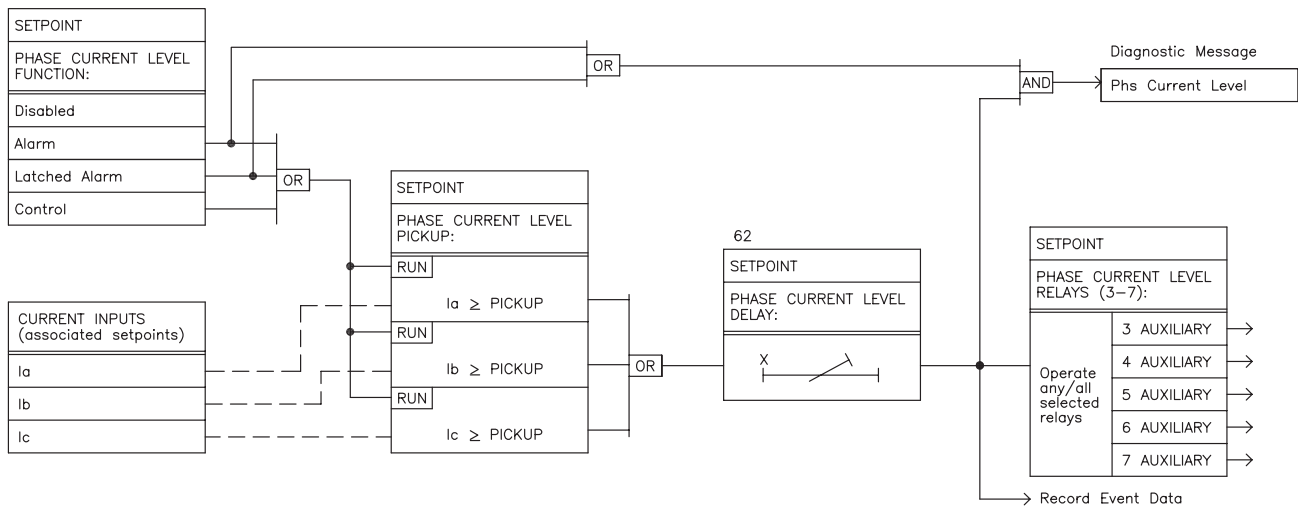 SETPOINT
PHASE CURRENT LEVEL
FUNCTION:
Disabled
Alarm
Latched Alarm
Control
OR
OR
AND
Diagnostic Message
Phs Current Level
CURRENT INPUTS
(associated setpoints)
Ia
Ib
Ic
SETPOINT
PHASE CURRENT LEVEL
PICKUP:
RUN
Ia ≥ PICKUP
RUN
Ib ≥ PICKUP
RUN
Ic ≥ PICKUP
OR
62
SETPOINT
PHASE CURRENT LEVEL
DELAY:
X
SETPOINT
PHASE CURRENT LEVEL
RELAYS (3-7):
Operate
any/all
selected
relays
3 AUXILIARY
4 AUXILIARY
5 AUXILIARY
6 AUXILIARY
7 AUXILIARY
Record Event Data